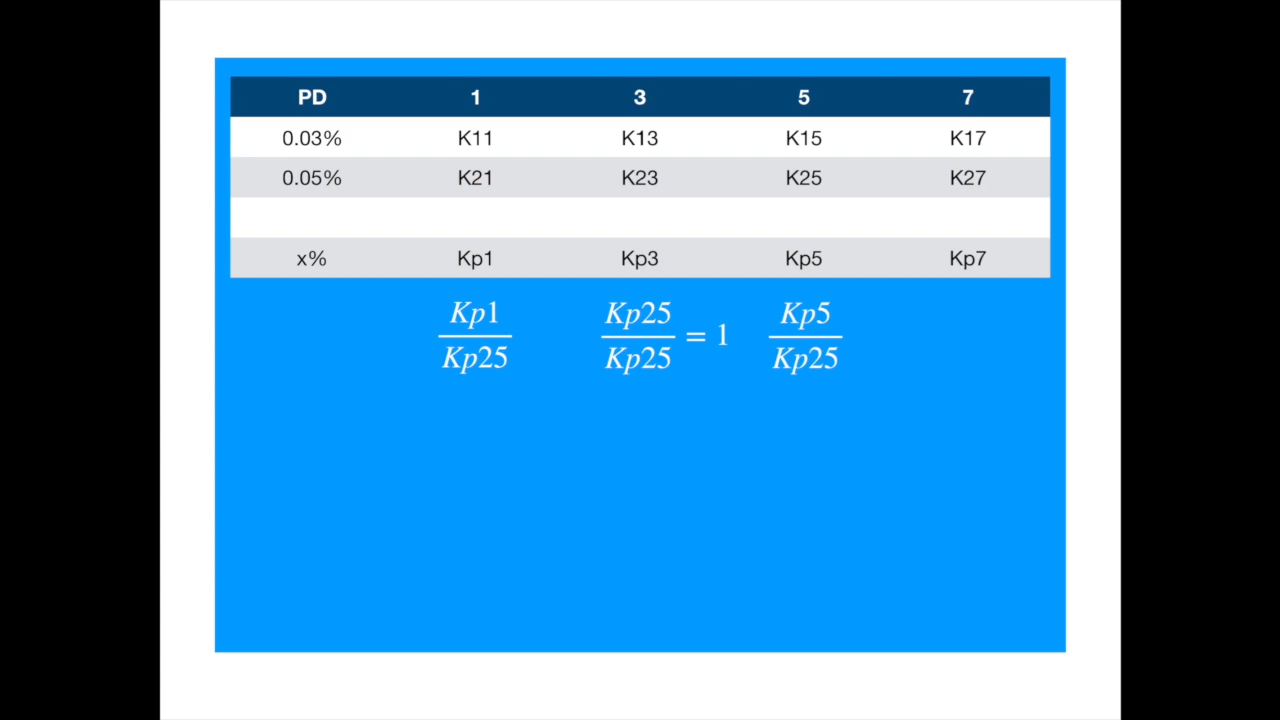 PD 1 3 5 7
0.03% K11 K13 K15 K17
0.05% K21 K23 K25 K27
x% Kp1 Kp3 Kp5 Kp7
Kp1 Kp25 Kp5
= 1
Kp25 Kp25 Kp25